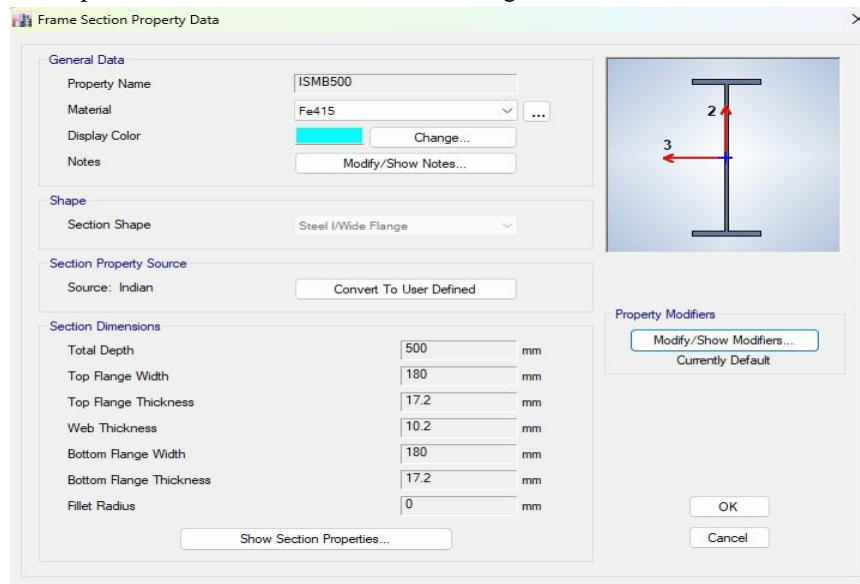 Frame Section Property Data
General Data
Property Name ISMB500
Material Fe415 ...
Display Color Change...
Notes Modify/Show Notes...
2
3
Shape
Section Shape Steel I/Wide Flange
Section Property Source
Source: Indian Convert To User Defined
Property Modifiers
Modify/Show Modifiers...
Currently Default
Section Dimensions
Total Depth 500 mm
Top Flange Width 180 mm
Top Flange Thickness 17.2 mm
Web Thickness 10.2 mm
Bottom Flange Width 180 mm
Bottom Flange Thickness 17.2 mm
Fillet Radius 0 mm
Show Section Properties...
OK
Cancel